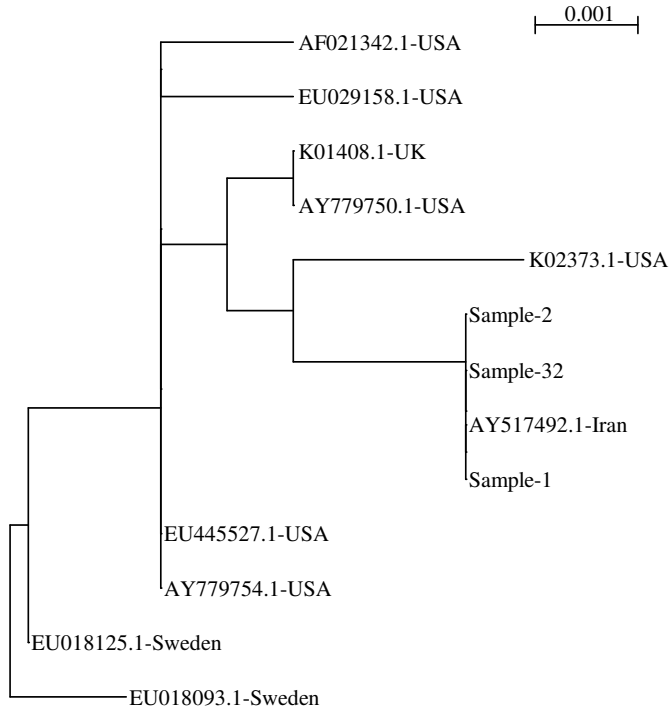 0.001
AF021342.1-USA
EU029158.1-USA
K01408.1-UK
AY779750.1-USA
K02373.1-USA
Sample-2
Sample-32
AY517492.1-Iran
Sample-1
EU445527.1-USA
AY779754.1-USA
EU018125.1-Sweden
EU018093.1-Sweden